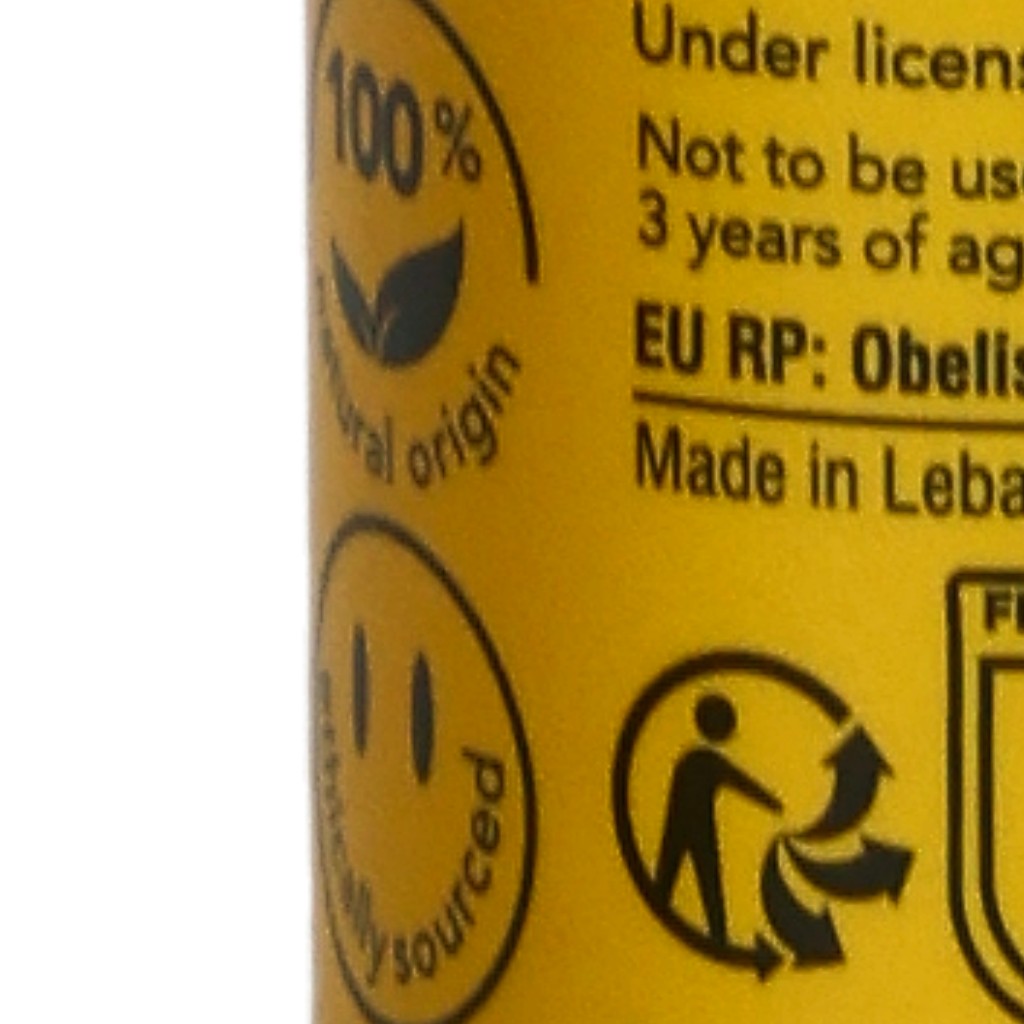 100%
natural origin
ethically sourced
Under licens
Not to be us
3 years of ag
EU RP: Obelis
Made in Leba